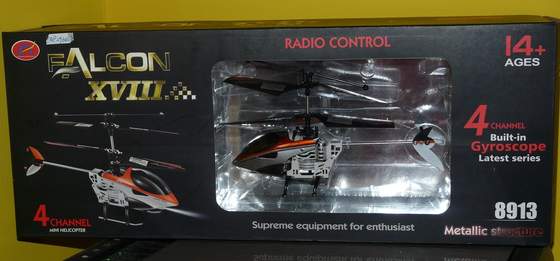 FALCON
XVIII
RADIO CONTROL
14+
AGES
4 CHANNEL
Built-in
Gyroscope
Latest series
4 CHANNEL
MINI HELICOPTER
Supreme equipment for enthusiast
8913
Metallic structure